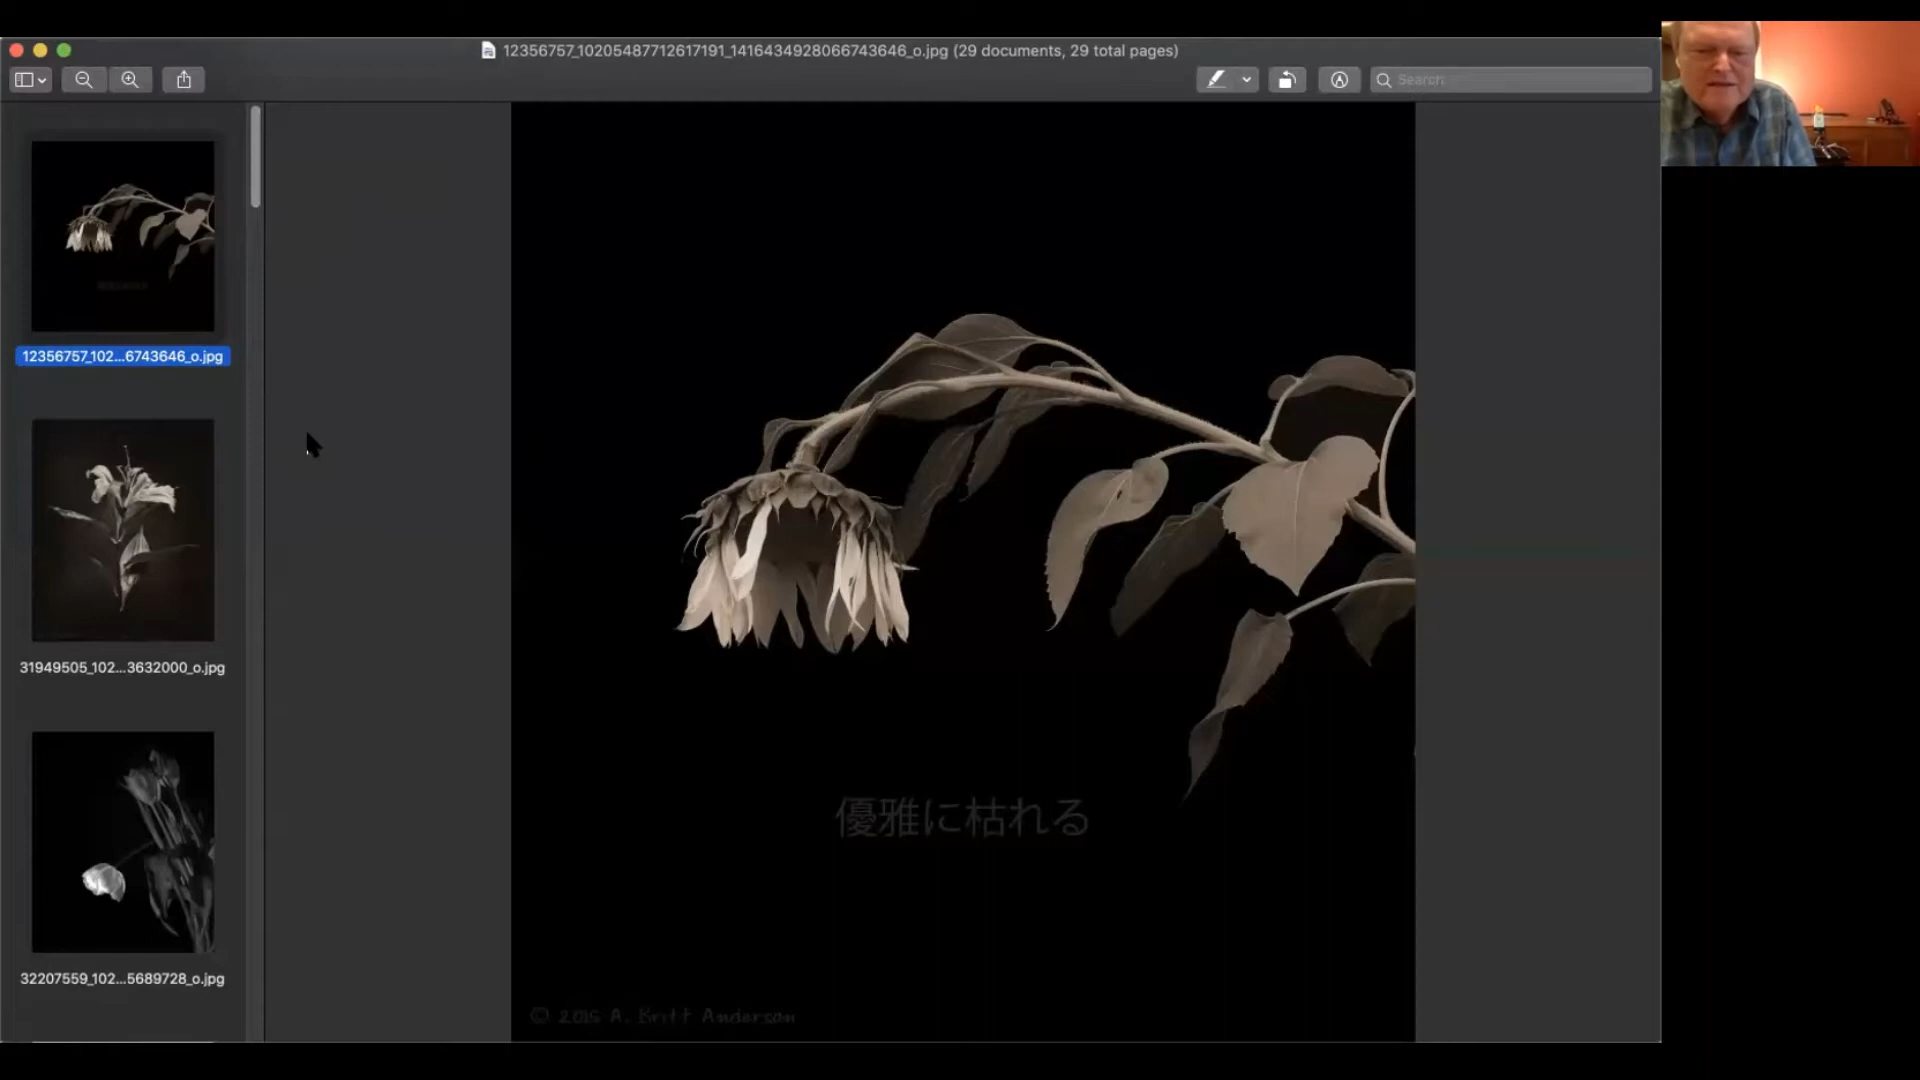 12356757_10205487712617191_1416434928066743646_o.jpg (29 documents, 29 total pages)
Search
12356757_102...6743646_o.jpg
31949505_102...3632000_o.jpg
32207559_102...5689728_o.jpg
優雅に枯れる
© 2015 A. Britt Anderson